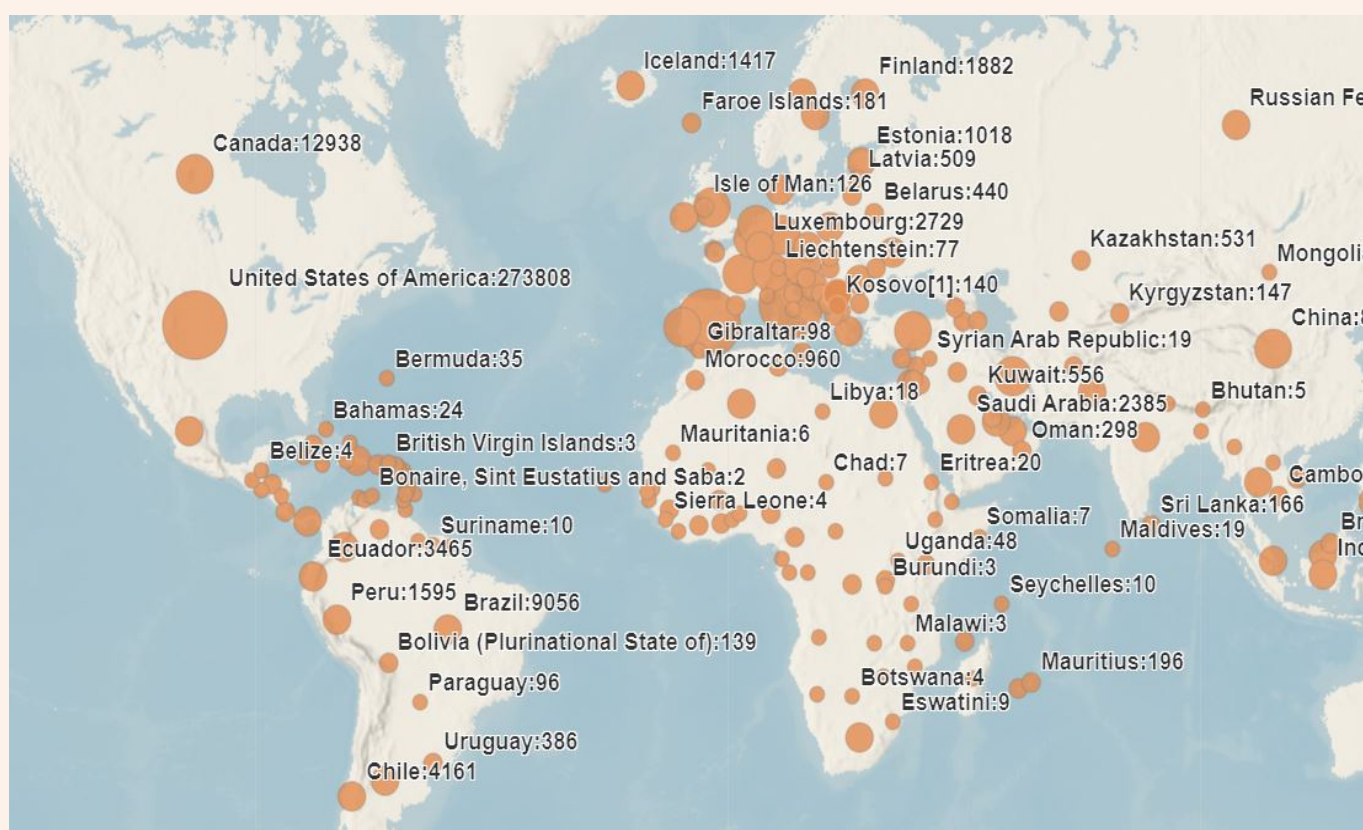 Iceland:1417
Finland:1882
Russian Fe
Faroe Islands:181
Canada:12938
Estonia:1018
Latvia:509
Isle of Man:126
Belarus:440
Luxembourg:2729
Liechtenstein:77
Kazakhstan:531
Mongolia
United States of America:273808
Kosovo[1]:140
Kyrgyzstan:147
China:8
Gibraltar:98
Syrian Arab Republic:19
Bermuda:35
Morocco:960
Kuwait:556
Libya:18
Bhutan:5
Bahamas:24
Saudi Arabia:2385
Oman:298
Mauritania:6
British Virgin Islands:3
Belize:4
Chad:7
Eritrea:20
Bonaire, Sint Eustatius and Saba:2
Cambo
Sierra Leone:4
Sri Lanka:166
Somalia:7
Suriname:10
Maldives:19
Br
Uganda:48
Ind
Ecuador:3465
Burundi:3
Seychelles:10
Peru:1595
Brazil:9056
Malawi:3
Bolivia (Plurinational State of):139
Mauritius:196
Botswana:4
Paraguay:96
Eswatini:9
Uruguay:386
Chile:4161